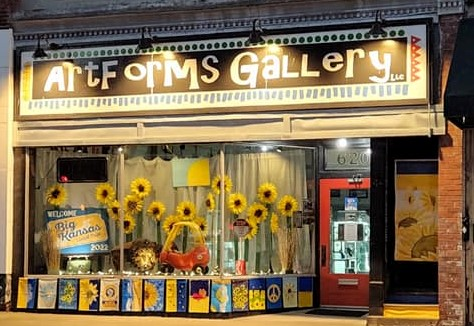 ArtForms Gallery LLC
620
WELCOME
Big
Kansas
2022